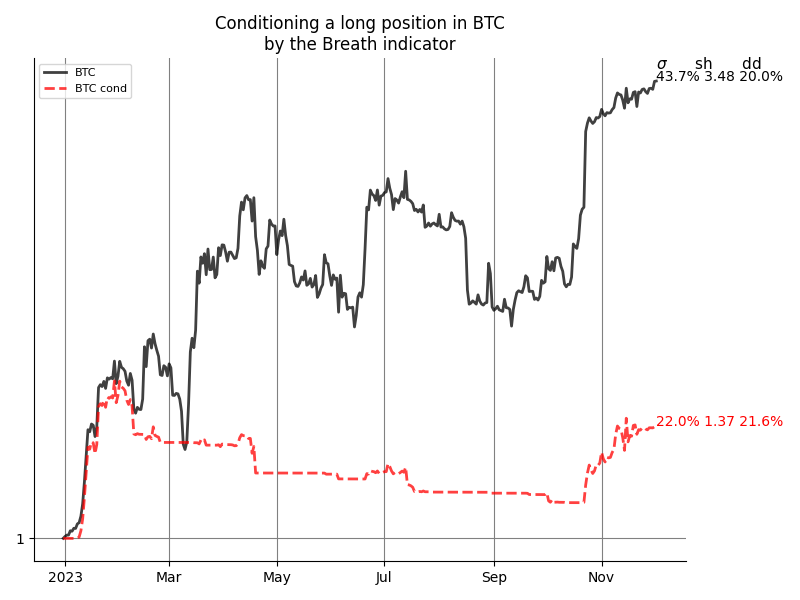 Conditioning a long position in BTC
by the Breath indicator
BTC
BTC cond
σ sh dd
43.7% 3.48 20.0%
22.0% 1.37 21.6%
1
2023 Mar May Jul Sep Nov